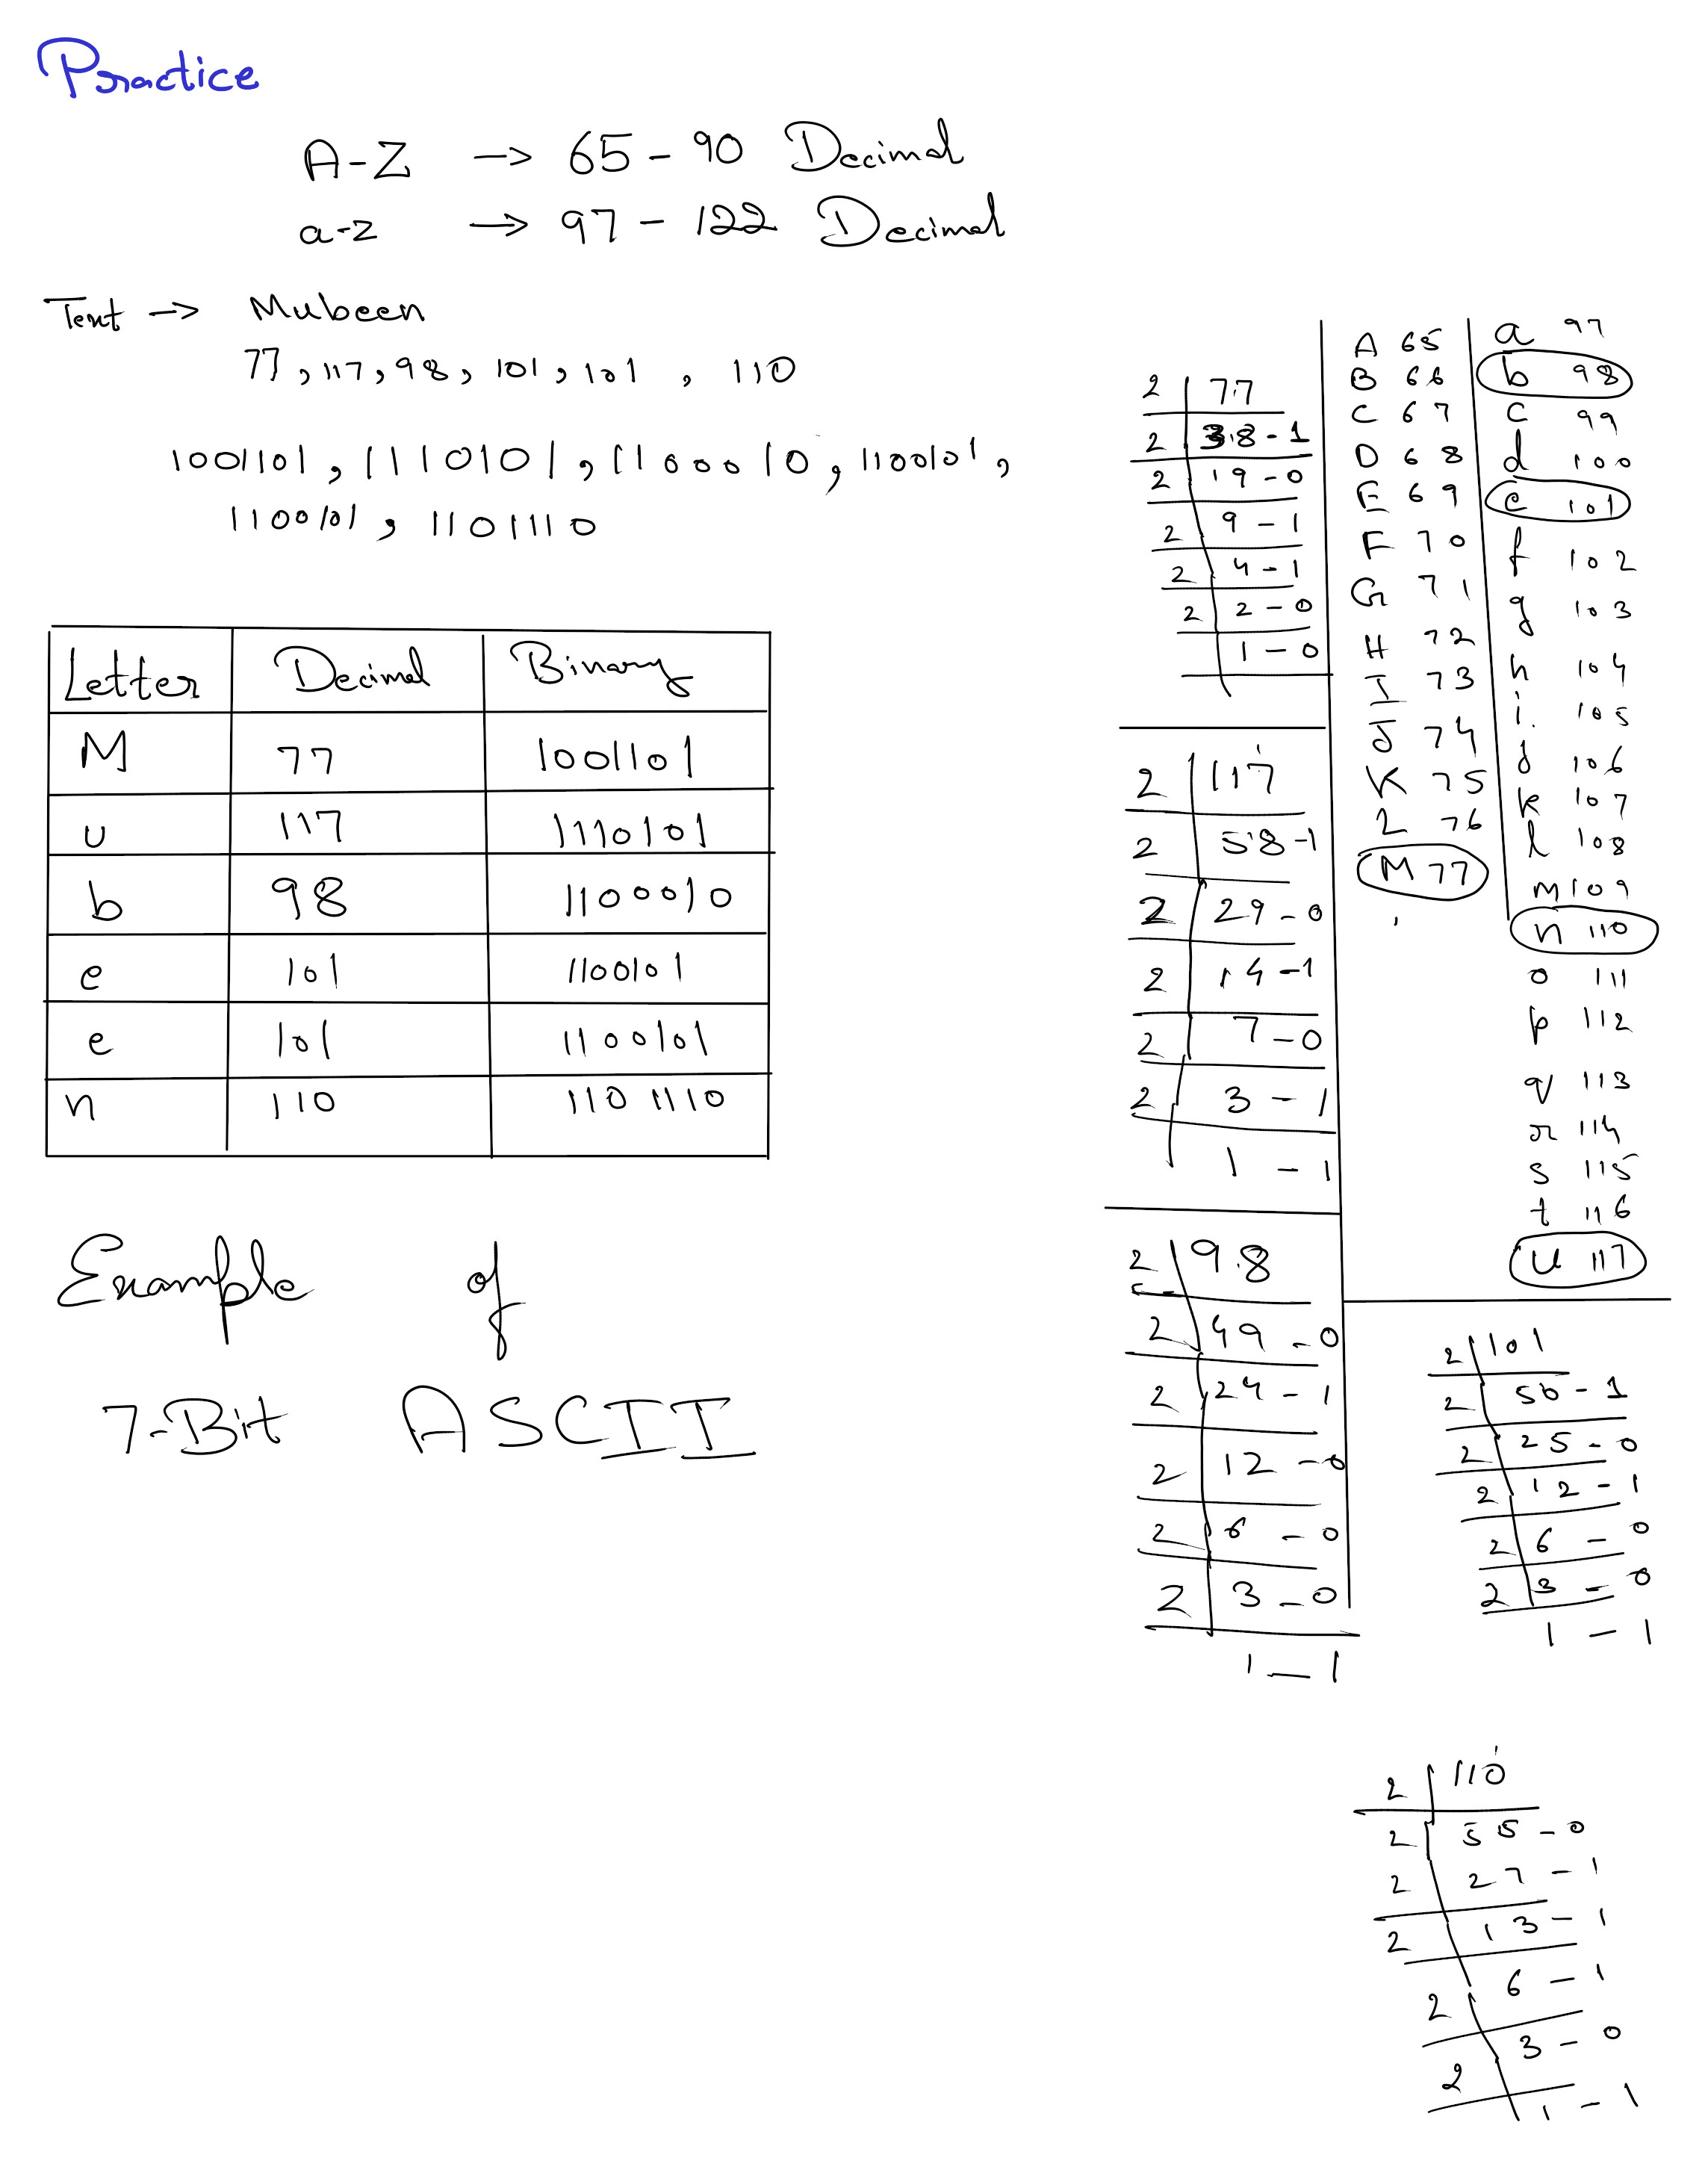 Practice
A-Z -> 65-90 Decimal
a-z -> 97-122 Decimal
Text -> Mubeen
77, 117, 98, 101, 101, 110
1001101, 1110101, 1100010, 1100101,
1100101, 1101110
Letter Decimal Binary
M 77 1001101
u 117 1110101
b 98 1100010
e 101 1100101
e 101 1100101
n 110 1101110
Example of
7-Bit ASCII
2 77
2 38-1
2 19-0
2 9-1
2 4-1
2 2-0
1-0
2 117
2 58-1
2 29-0
2 14-1
2 7-0
2 3-1
1-1
2 98
2 49-0
2 24-1
2 12-0
2 6-0
2 3-0
1-1
A 65
B 66
C 67
D 68
E 69
F 70
G 71
H 72
I 73
J 74
K 75
L 76
M 77
a 97
b 98
c 99
d 100
e 101
f 102
g 103
h 104
i 105
j 106
k 107
l 108
m 109
n 110
o 111
p 112
q 113
r 114
s 115
t 116
u 117
2 101
2 50-1
2 25-0
2 12-1
2 6-0
2 3-0
1-1
2 110
2 55-0
2 27-1
2 13-1
6-1
2 3-0
2 1-1